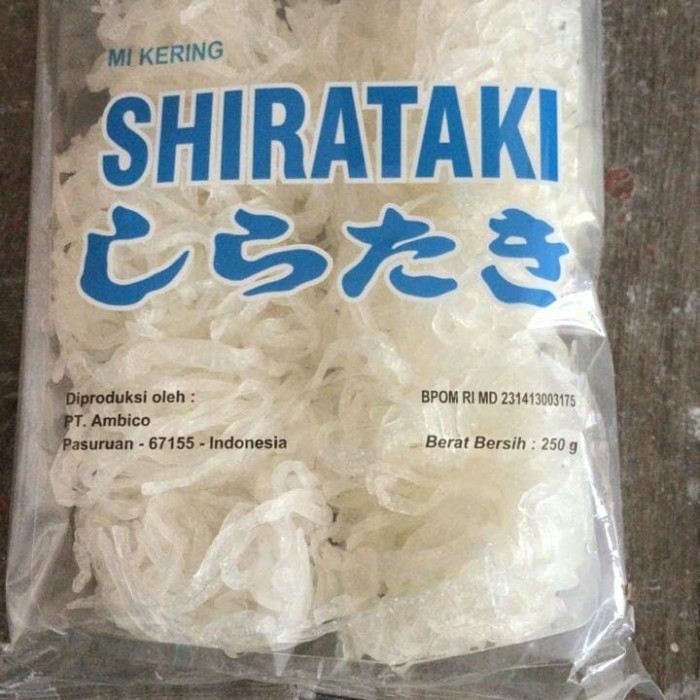 MI KERING
SHIRATAKI
しらたき
Diproduksi oleh :
PT. Ambico
Pasuruan - 67155 - Indonesia
BPOM RI MD 231413003175
Berat Bersih : 250 g